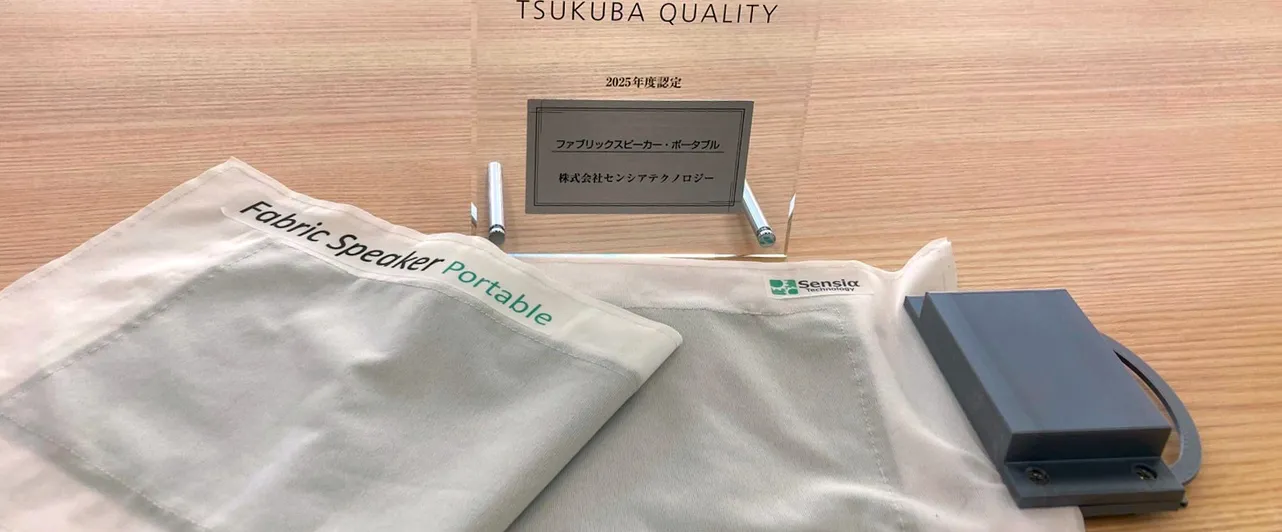 TSUKUBA QUALITY
2025年度認定
ファブリックスピーカー・ポータブル
株式会社センシアテクノロジー
Fabric Speaker Portable
Sensiα
Technology